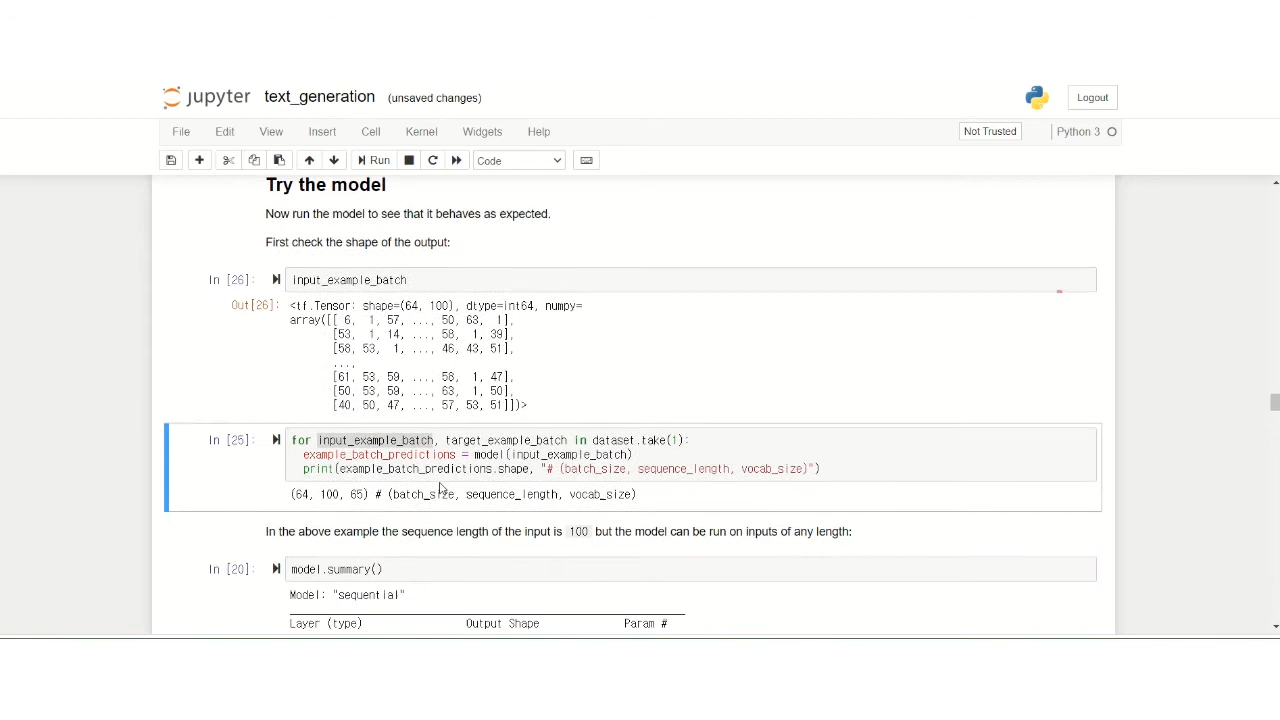 jupyter text_generation (unsaved changes) Logout
File Edit View Insert Cell Kernel Widgets Help Not Trusted Python 3
Run Code
Try the model
Now run the model to see that it behaves as expected.
First check the shape of the output:
In [26]: input_example_batch
Out[26]: <tf.Tensor: shape=(64, 100), dtype=int64, numpy=
array([[ 6, 1, 57, ..., 50, 63, 1],
[53, 1, 14, ..., 58, 1, 39],
[58, 53, 1, ..., 46, 43, 51],
...,
[61, 53, 59, ..., 58, 1, 47],
[50, 53, 59, ..., 63, 1, 50],
[40, 50, 47, ..., 57, 53, 51]])>
In [25]: for input_example_batch, target_example_batch in dataset.take(1):
example_batch_predictions = model(input_example_batch)
print(example_batch_predictions.shape, "# (batch_size, sequence_length, vocab_size)")
(64, 100, 65) # (batch_size, sequence_length, vocab_size)
In the above example the sequence length of the input is 100 but the model can be run on inputs of any length:
In [20]: model.summary()
Model: "sequential"
Layer (type) Output Shape Param #